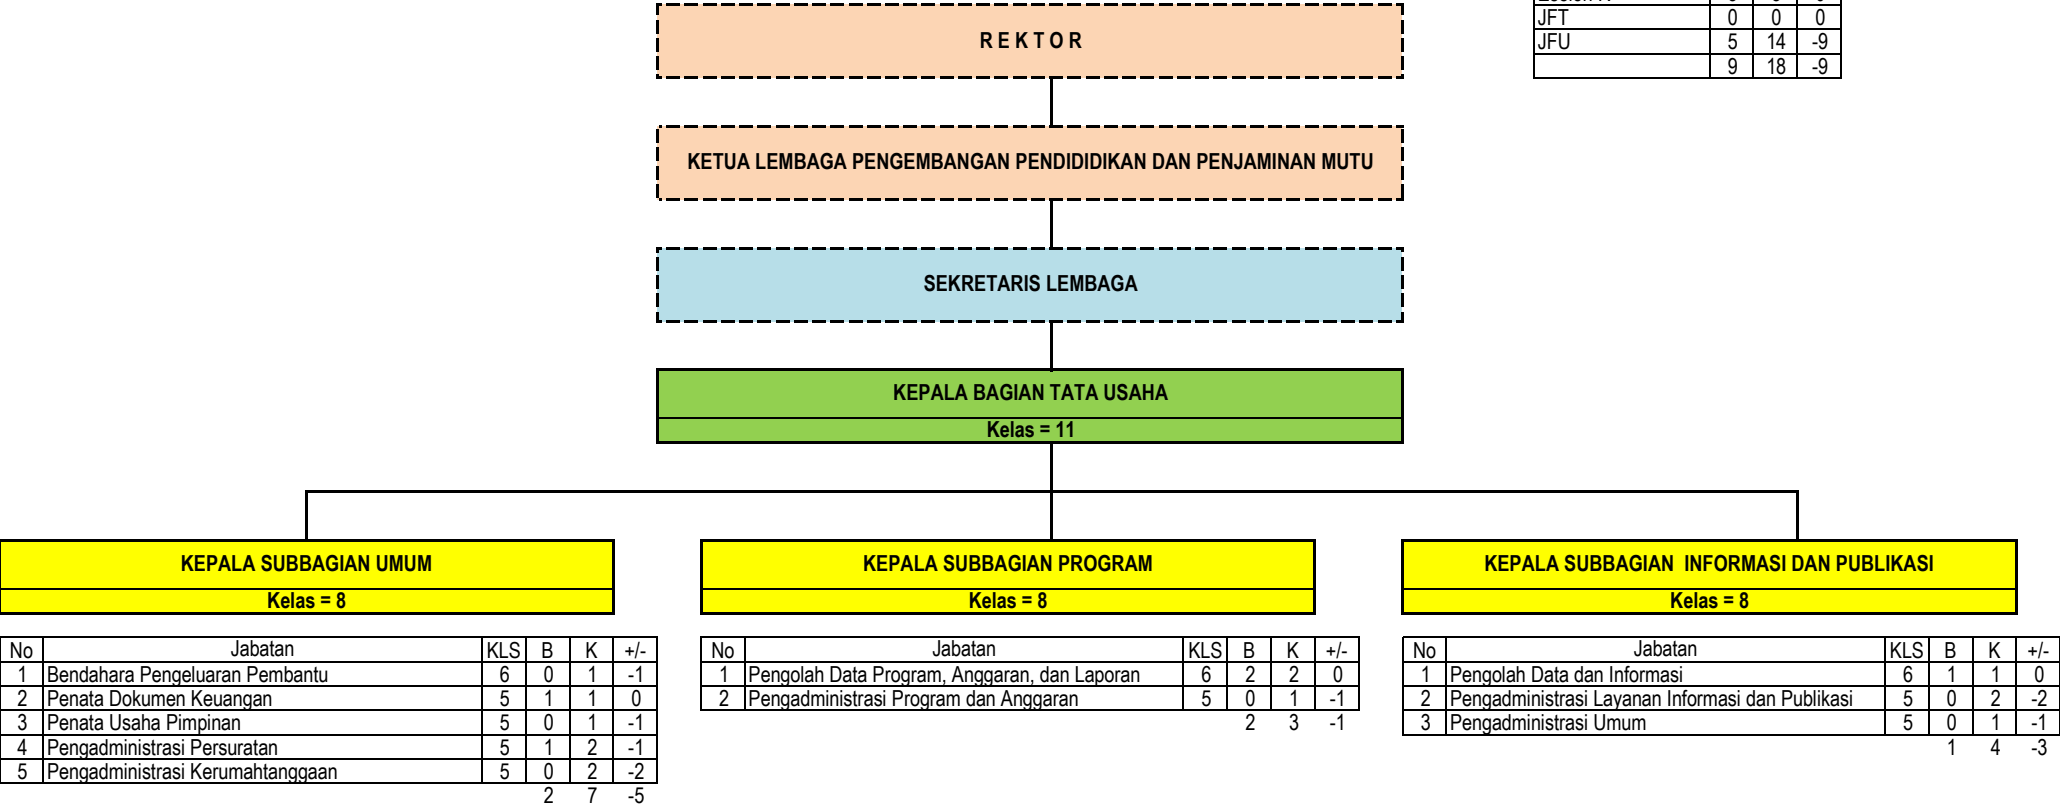 R E K T O R
JFT 0 0 0
JFU 5 14 -9
9 18 -9
KETUA LEMBAGA PENGEMBANGAN PENDIDIDIKAN DAN PENJAMINAN MUTU
SEKRETARIS LEMBAGA
KEPALA BAGIAN TATA USAHA
Kelas = 11
KEPALA SUBBAGIAN UMUM
Kelas = 8
No Jabatan KLS B K +/-
1 Bendahara Pengeluaran Pembantu 6 0 1 -1
2 Penata Dokumen Keuangan 5 1 1 0
3 Penata Usaha Pimpinan 5 0 1 -1
4 Pengadministrasi Persuratan 5 1 2 -1
5 Pengadministrasi Kerumahtanggaan 5 0 2 -2
2 7 -5
KEPALA SUBBAGIAN PROGRAM
Kelas = 8
No Jabatan KLS B K +/-
1 Pengolah Data Program, Anggaran, dan Laporan 6 2 2 0
2 Pengadministrasi Program dan Anggaran 5 0 1 -1
2 3 -1
KEPALA SUBBAGIAN INFORMASI DAN PUBLIKASI
Kelas = 8
No Jabatan KLS B K +/-
1 Pengolah Data dan Informasi 6 1 1 0
2 Pengadministrasi Layanan Informasi dan Publikasi 5 0 2 -2
3 Pengadministrasi Umum 5 0 1 -1
1 4 -3